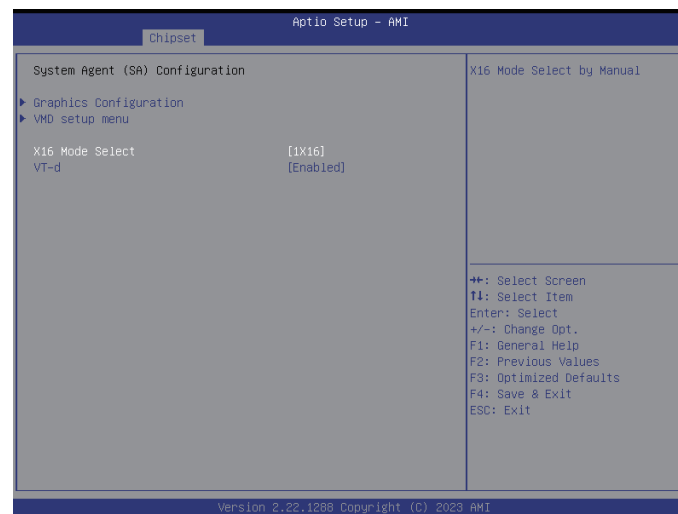 Aptio Setup – AMI
Chipset
System Agent (SA) Configuration
Graphics Configuration
VMD setup menu
X16 Mode Select [1X16]
VT-d [Enabled]
X16 Mode Select by Manual
→←: Select Screen
↑↓: Select Item
Enter: Select
+/-: Change Opt.
F1: General Help
F2: Previous Values
F3: Optimized Defaults
F4: Save & Exit
ESC: Exit
Version 2.22.1288 Copyright (C) 2023 AMI